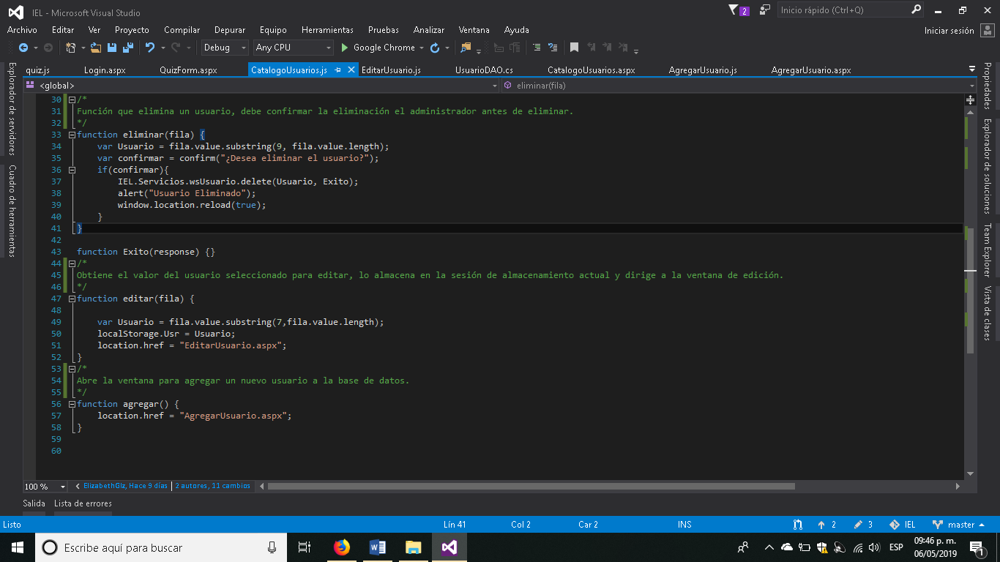 IEL - Microsoft Visual Studio
2
Inicio rápido (Ctrl+Q)
Archivo Editar Ver Proyecto Compilar Depurar Equipo Herramientas Pruebas Analizar Ventana Ayuda
Iniciar sesión
Debug Any CPU Google Chrome
quiz.js Login.aspx QuizForm.aspx CatalogoUsuarios.js EditarUsuario.js UsuarioDAO.cs CatalogoUsuarios.aspx AgregarUsuario.js AgregarUsuario.aspx
<global> eliminar(fila)
Explorador de servidores
Cuadro de herramientas
30 /*
31 Función que elimina un usuario, debe confirmar la eliminación el administrador antes de eliminar.
32 */
33 function eliminar(fila) {
34 var Usuario = fila.value.substring(9, fila.value.length);
35 var confirmar = confirm("¿Desea eliminar el usuario?");
36 if(confirmar){
37 IEL.Servicios.wsUsuario.delete(Usuario, Exito);
38 alert("Usuario Eliminado");
39 window.location.reload(true);
40 }
41 }
42
43 function Exito(response) {}
44 /*
45 Obtiene el valor del usuario seleccionado para editar, lo almacena en la sesión de almacenamiento actual y dirige a la ventana de edición.
46 */
47 function editar(fila) {
48
49 var Usuario = fila.value.substring(7,fila.value.length);
50 localStorage.Usr = Usuario;
51 location.href = "EditarUsuario.aspx";
52 }
53 /*
54 Abre la ventana para agregar un nuevo usuario a la base de datos.
55 */
56 function agregar() {
57 location.href = "AgregarUsuario.aspx";
58 }
59
60
Propiedades
Explorador de soluciones
Team Explorer
Vista de clases
100 % ElizabethGlz, Hace 9 días 2 autores, 11 cambios
Salida Lista de errores
Listo Lín 41 Col 2 Car 2 INS 2 3 IEL master
Escribe aquí para buscar
ESP
09:46 p. m.
06/05/2019
1